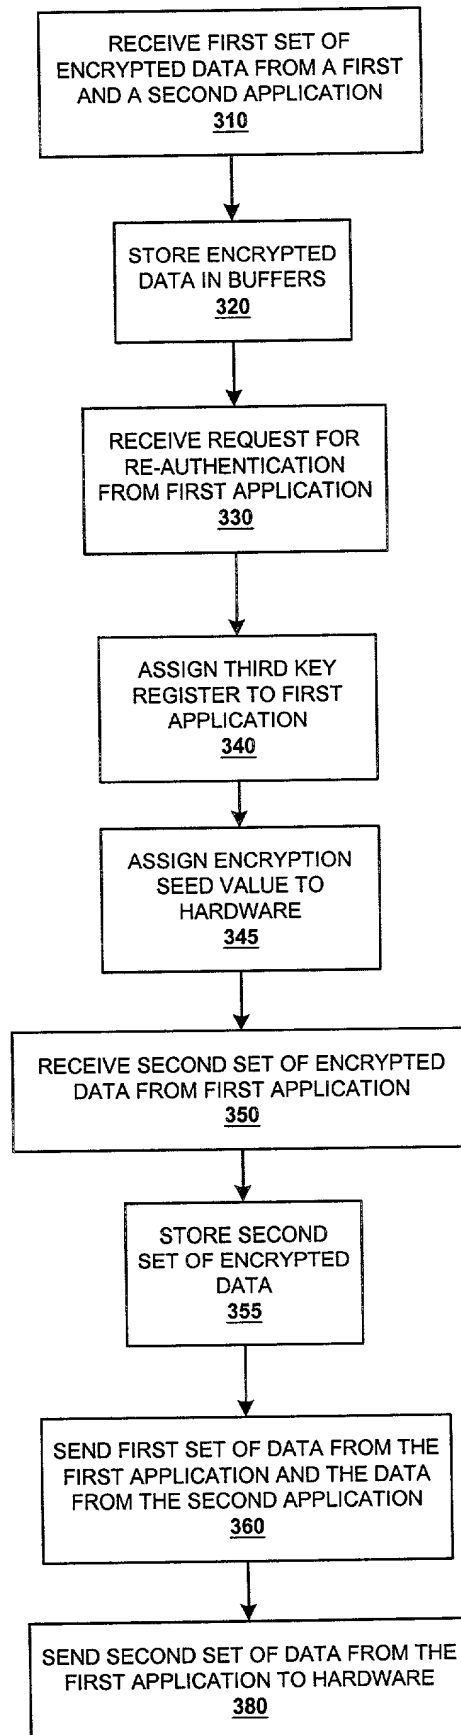 RECEIVE FIRST SET OF
ENCRYPTED DATA FROM A FIRST
AND A SECOND APPLICATION
310
STORE ENCRYPTED
DATA IN BUFFERS
320
RECEIVE REQUEST FOR
RE-AUTHENTICATION
FROM FIRST APPLICATION
330
ASSIGN THIRD KEY
REGISTER TO FIRST
APPLICATION
340
ASSIGN ENCRYPTION
SEED VALUE TO
HARDWARE
345
RECEIVE SECOND SET OF ENCRYPTED
DATA FROM FIRST APPLICATION
350
STORE SECOND
SET OF ENCRYPTED
DATA
355
SEND FIRST SET OF DATA FROM THE
FIRST APPLICATION AND THE DATA
FROM THE SECOND APPLICATION
360
SEND SECOND SET OF DATA FROM THE
FIRST APPLICATION TO HARDWARE
380